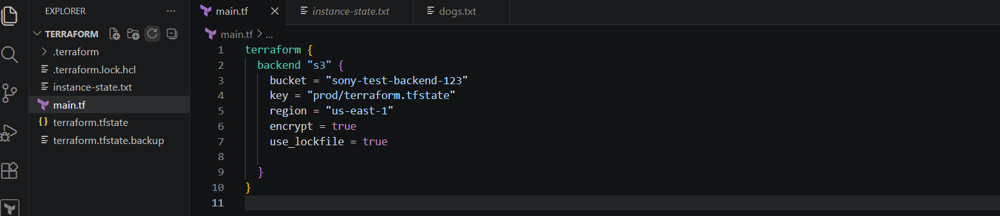 EXPLORER ...
TERRAFORM
> .terraform
.terraform.lock.hcl
instance-state.txt
main.tf
{} terraform.tfstate
terraform.tfstate.backup
main.tf × instance-state.txt dogs.txt
main.tf > ...
1 terraform {
2 backend "s3" {
3 bucket = "sony-test-backend-123"
4 key = "prod/terraform.tfstate"
5 region = "us-east-1"
6 encrypt = true
7 use_lockfile = true
8
9 }
10 }
11